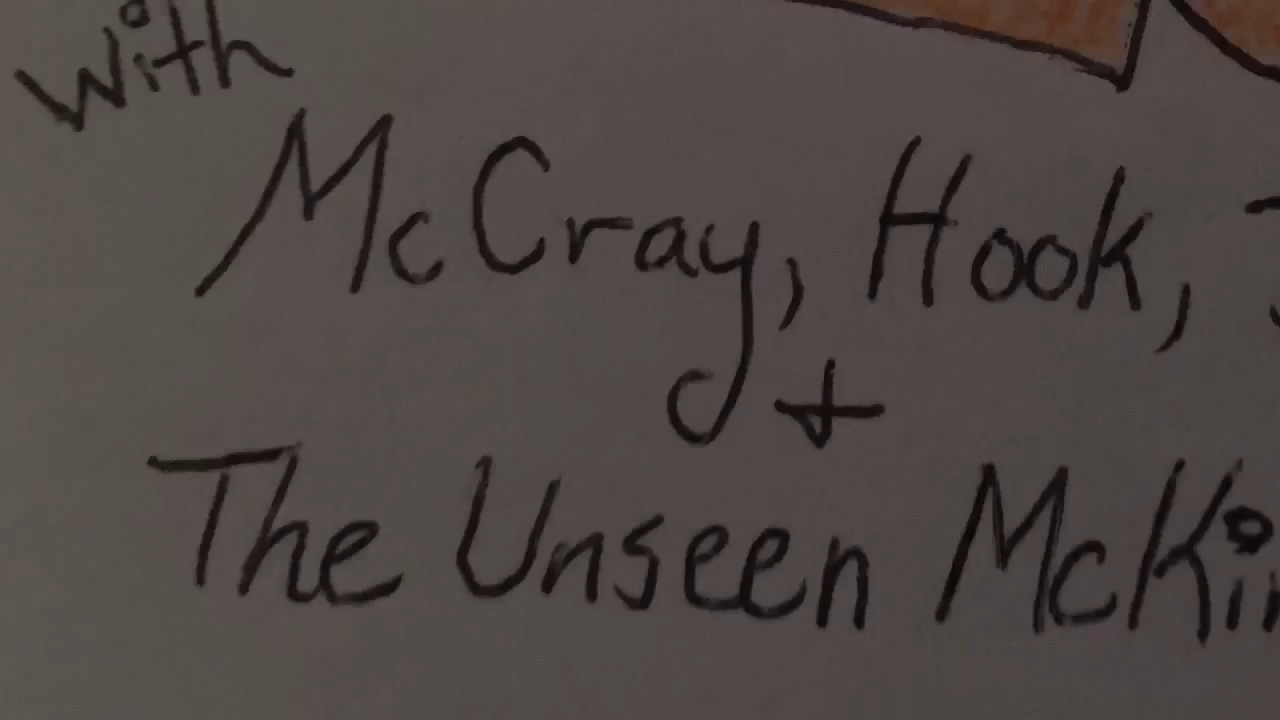 with
McCray, Hook,
+
The Unseen